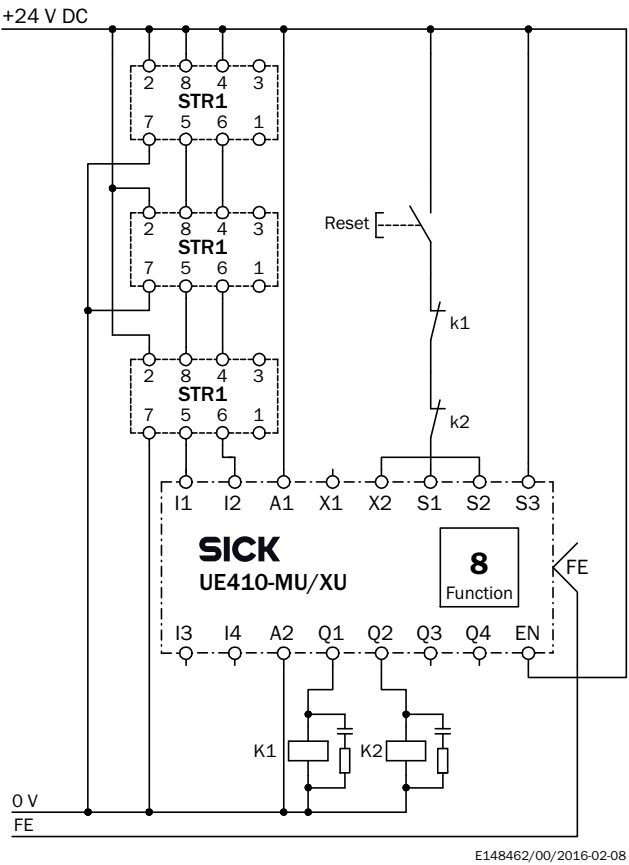 +24 V DC
2 8 4 3
STR1
7 5 6 1
2 8 4 3
STR1
7 5 6 1
Reset
k1
2 8 4 3
STR1
7 5 6 1
k2
I1 I2 A1 X1 X2 S1 S2 S3
SICK
UE410-MU/XU
8
Function
FE
I3 I4 A2 Q1 Q2 Q3 Q4 EN
K1 K2
0 V
FE
E148462/00/2016-02-08